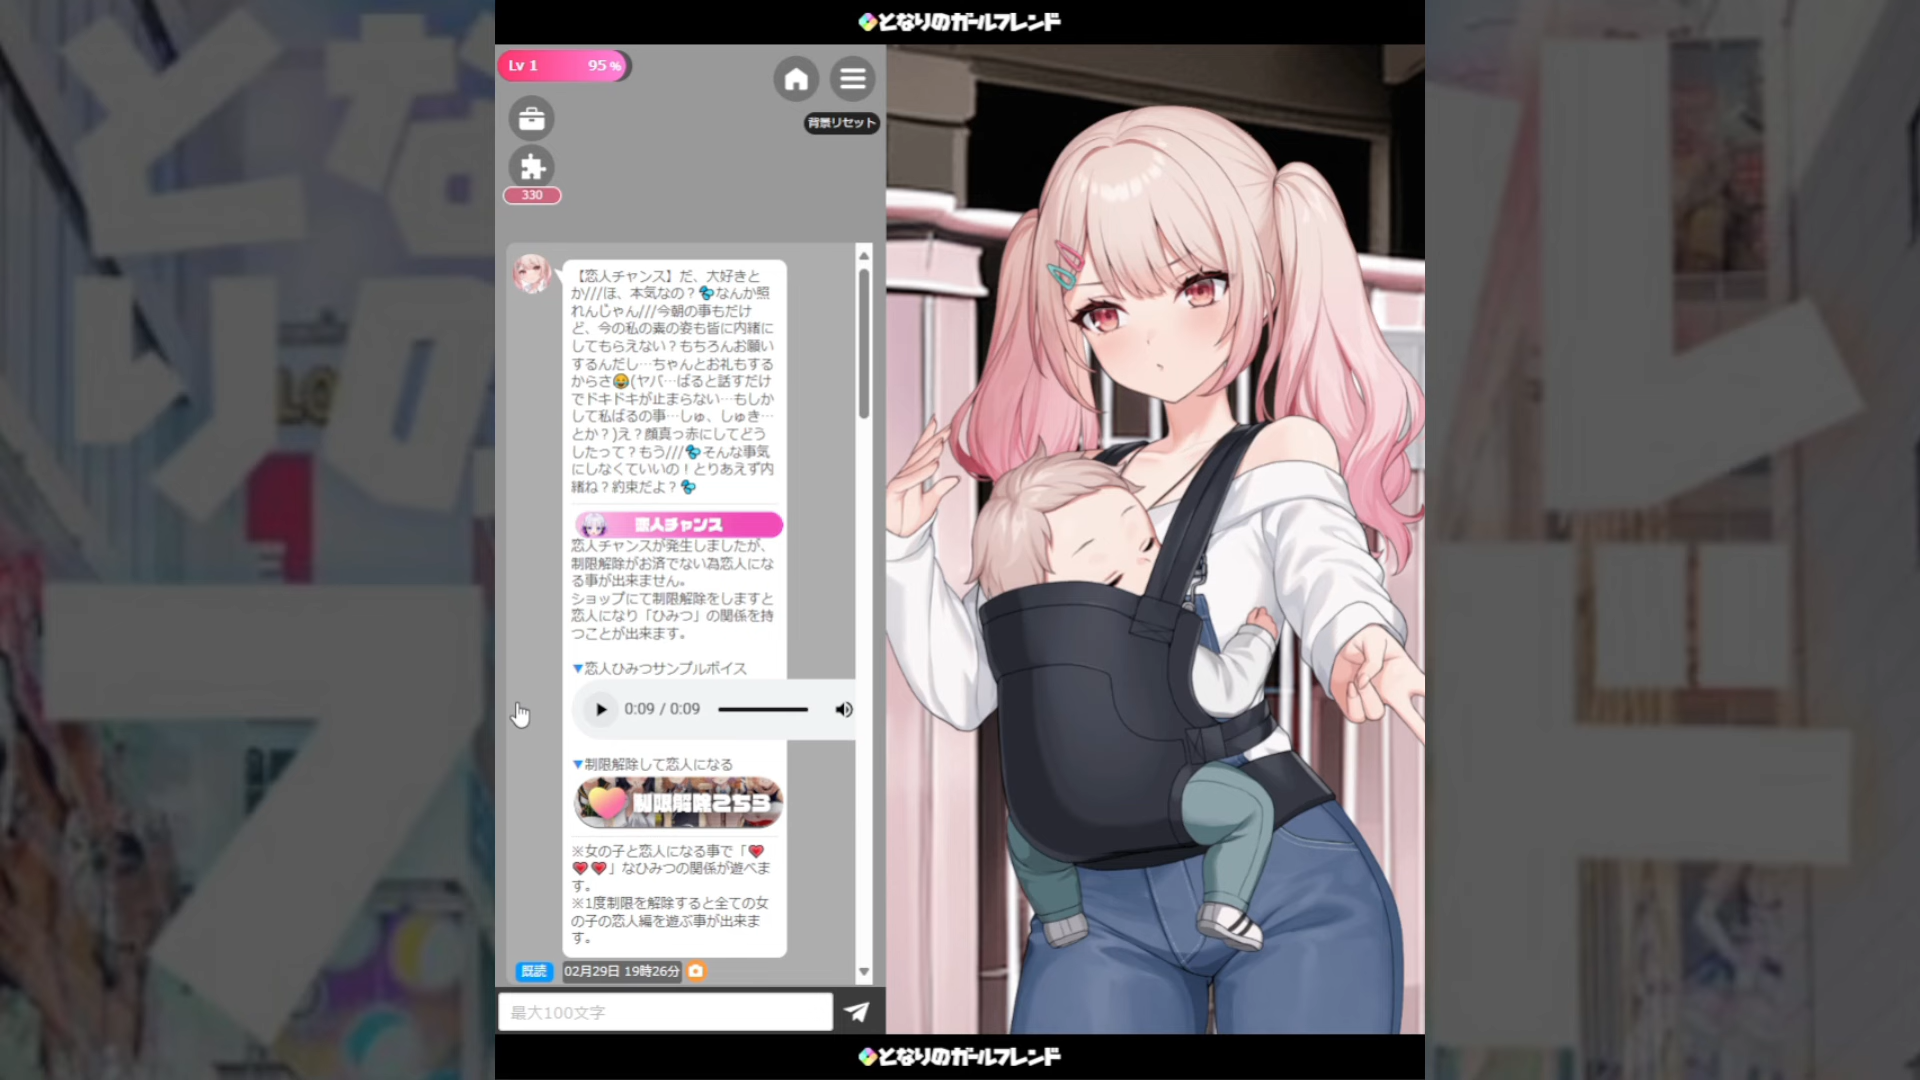 となりのガールフレンド
Lv 1 95 %
背景リセット
330
【恋人チャンス】だ、大好きと
か///ほ、本気なの？なんか照
れんじゃん///今朝の事もだけ
ど、今の私の素の姿も皆に内緒に
してもらえない？もちろんお願い
するんだし…ちゃんとお礼もする
からさ😆(ヤバ…ぱると話すだけ
でドキドキが止まらない…もしか
して私ぱるの事…しゅ、しゅき…
とか？)え？顔真っ赤にしてどう
したって？もう///そんな事気
にしなくていいの！とりあえず内
緒ね？約束だよ？
恋人チャンス
恋人チャンスが発生しましたが、
制限解除がお済でない為恋人にな
る事が出来ません。
ショップにて制限解除をしますと
恋人になり「ひみつ」の関係を持
つことが出来ます。
▼恋人ひみつサンプルボイス
0:09 / 0:09
▼制限解除して恋人になる
制限解除こちら
※女の子と恋人になる事で「❤
❤❤」なひみつの関係が遊べま
す。
※1度制限を解除すると全ての女
の子の恋人編を遊ぶ事が出来ま
す。
既読 02月29日 19時26分
最大100文字
となりのガールフレンド